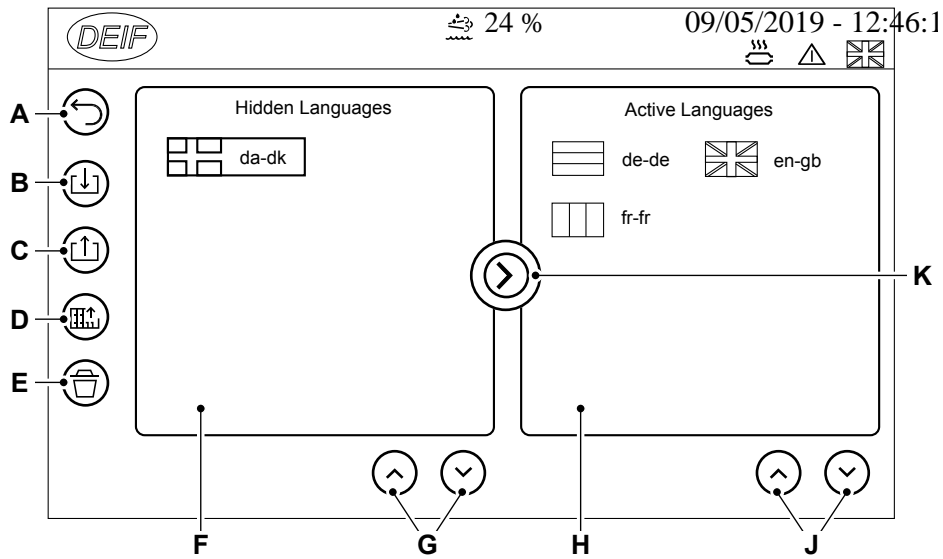 DEIF
24 %
09/05/2019 - 12:46:1
Hidden Languages
Active Languages
A
da-dk
de-de
en-gb
B
fr-fr
C
K
D
E
F
G
H
J